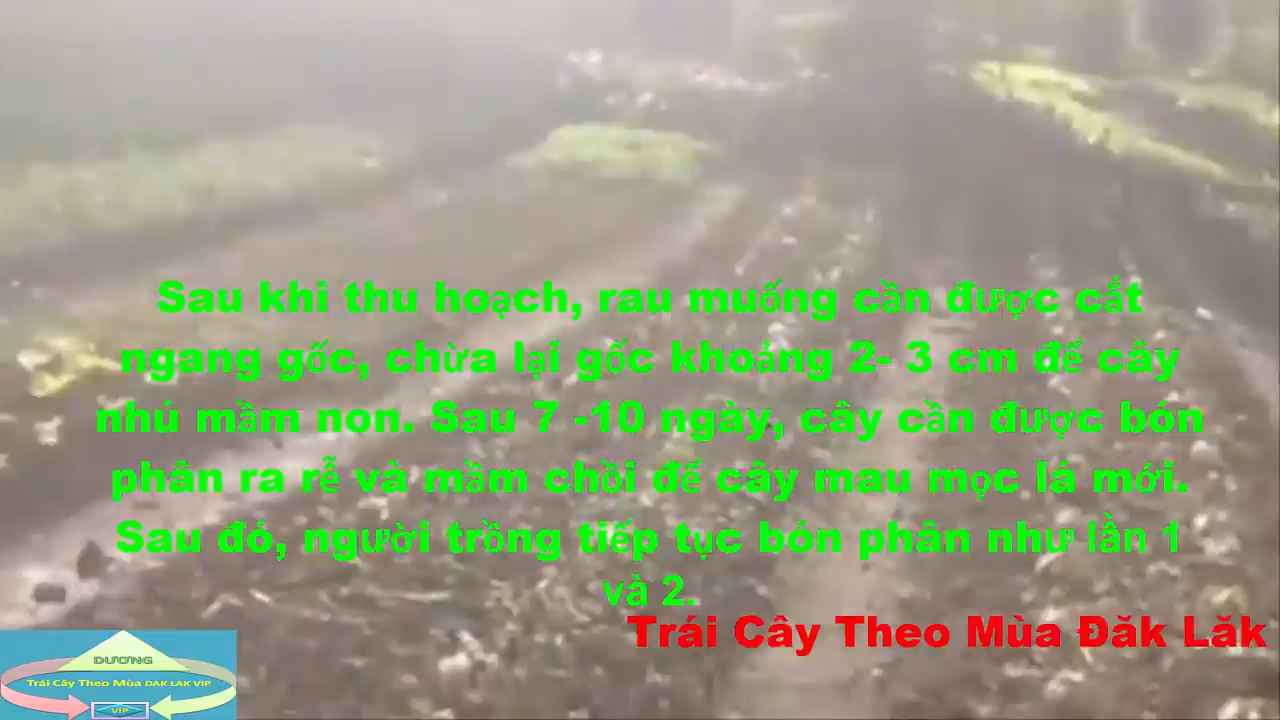 Sau khi thu hoạch, rau muống cần được cắt
ngang gốc, chừa lại gốc khoảng 2- 3 cm để cây
nhú mầm non. Sau 7 -10 ngày, cây cần được bón
phân ra rễ và mầm chồi để cây mau mọc lá mới.
Sau đó, người trồng tiếp tục bón phân như lần 1
và 2.
Trái Cây Theo Mùa Đăk Lăk
DƯƠNG
Trái Cây Theo Mùa DAK LAK VIP
VIP